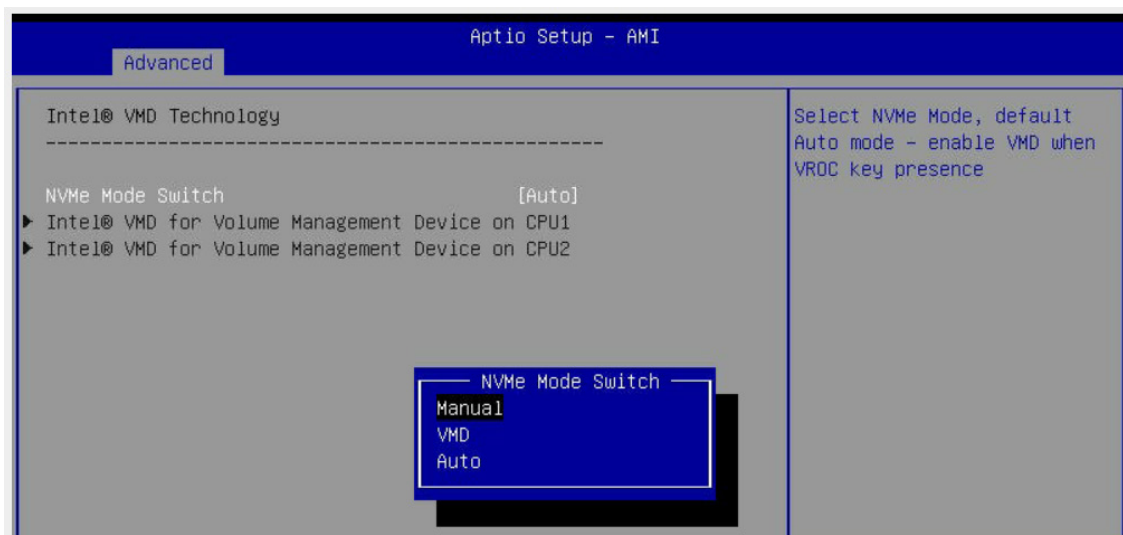 Aptio Setup - AMI
Advanced
Intel® VMD Technology
------------------------------------------------------
NVMe Mode Switch [Auto]
▶ Intel® VMD for Volume Management Device on CPU1
▶ Intel® VMD for Volume Management Device on CPU2
Select NVMe Mode, default
Auto mode - enable VMD when
VROC key presence
NVMe Mode Switch
Manual
VMD
Auto